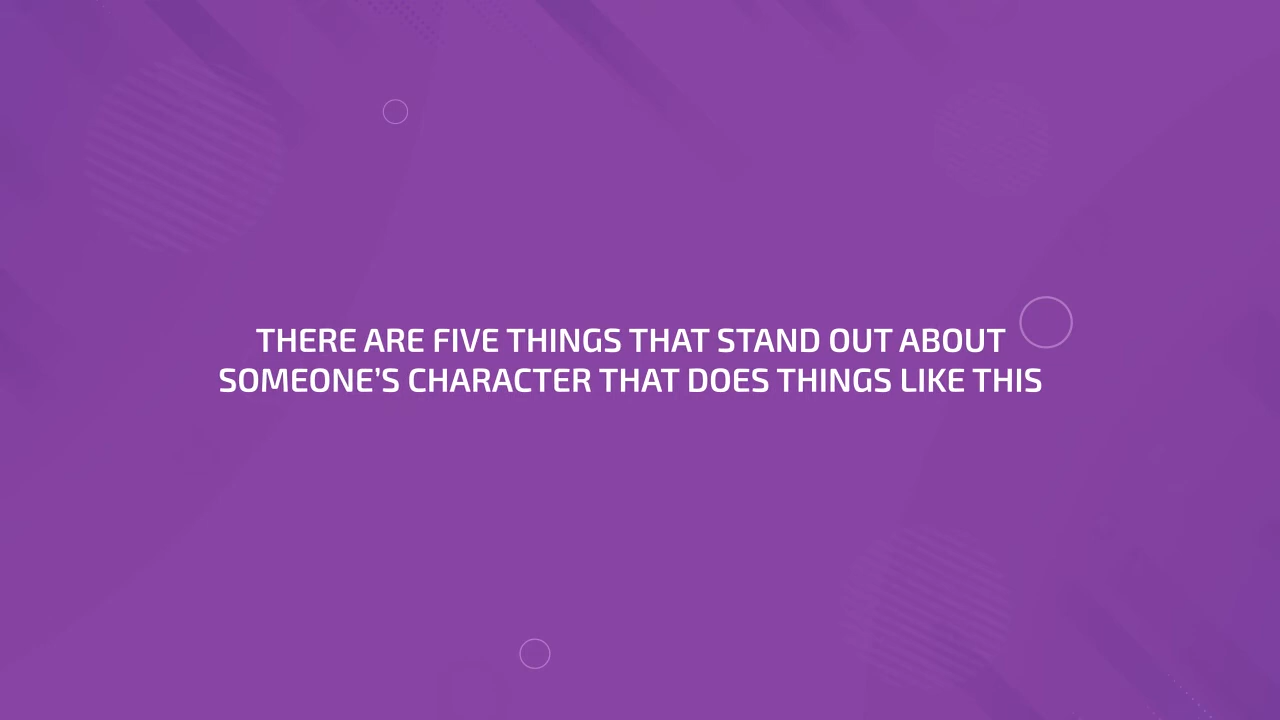 THERE ARE FIVE THINGS THAT STAND OUT ABOUT
SOMEONE’S CHARACTER THAT DOES THINGS LIKE THIS